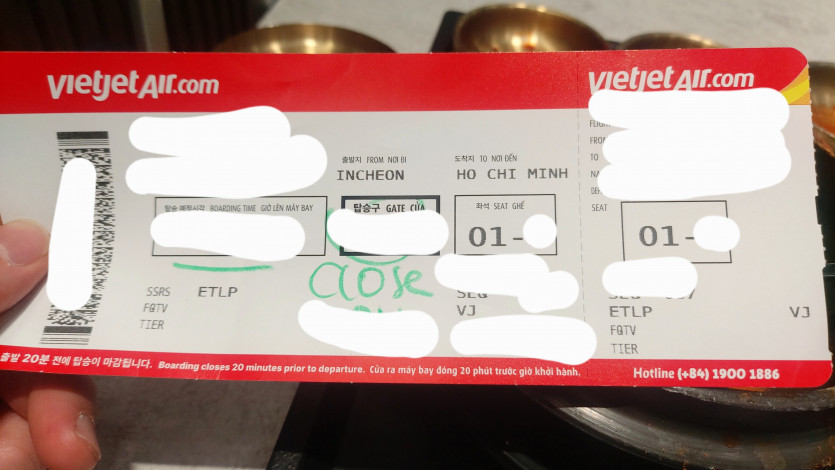 vietjetAir.com
vietjetAir.com
출발지 FROM NƠI ĐI
INCHEON
도착지 TO NƠI ĐẾN
HO CHI MINH
탑승 예정시각 BOARDING TIME GIỜ LÊN MÁY BAY
탑승구 GATE CỬA
좌석 SEAT GHẾ
01-
close
SSRS ETLP
FQTV
TIER
SEQ
VJ
TO
SEAT
01-
ETLP VJ
FQTV
TIER
출발 20분 전에 탑승이 마감됩니다. Boarding closes 20 minutes prior to departure. Cửa ra máy bay đóng 20 phút trước giờ khởi hành.
Hotline (+84) 1900 1886